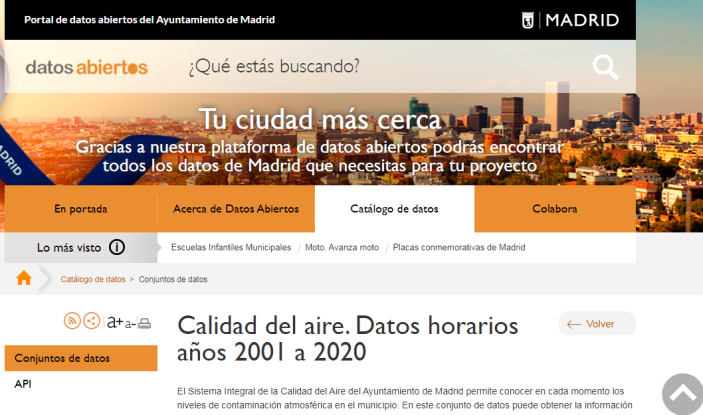 Portal de datos abiertos del Ayuntamiento de Madrid
MADRID
datos abiertos
¿Qué estás buscando?
Tu ciudad más cerca
Gracias a nuestra plataforma de datos abiertos podrás encontrar
todos los datos de Madrid que necesitas para tu proyecto
En portada
Acerca de Datos Abiertos
Catálogo de datos
Colabora
Lo más visto
Escuelas Infantiles Municipales / Moto. Avanza moto / Placas conmemorativas de Madrid
Catálogo de datos > Conjuntos de datos
a+ a-
Calidad del aire. Datos horarios
años 2001 a 2020
← Volver
Conjuntos de datos
API
El Sistema Integral de la Calidad del Aire del Ayuntamiento de Madrid permite conocer en cada momento los
niveles de contaminación atmosférica en el municipio. En este conjunto de datos puede obtener la información